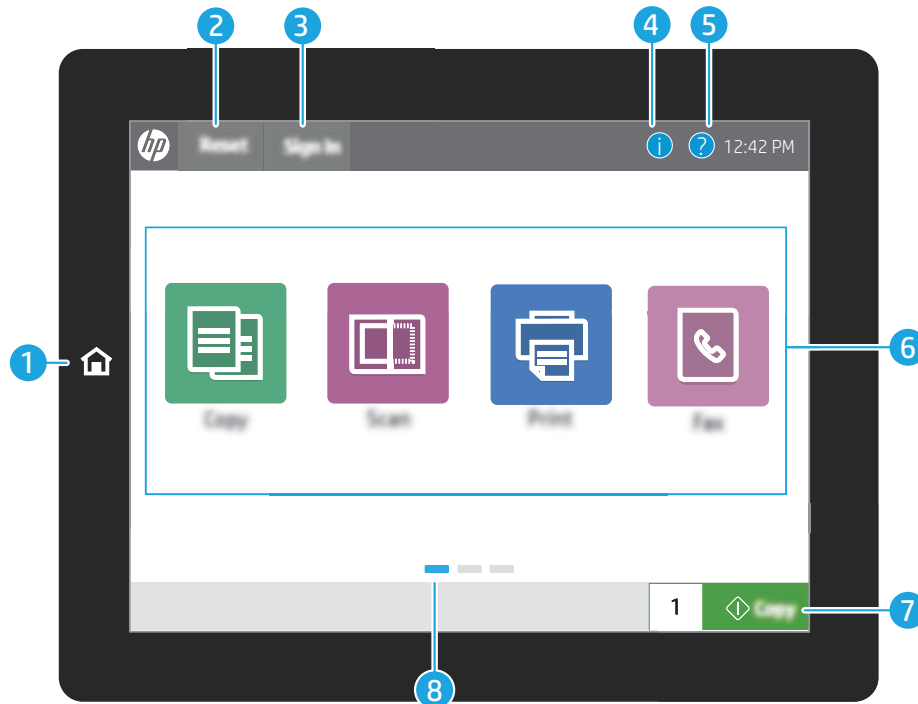 2 3 4 5
hp Reset Sign In i ? 12:42 PM
1 6
Copy Scan Print Fax
1 Copy 7
8